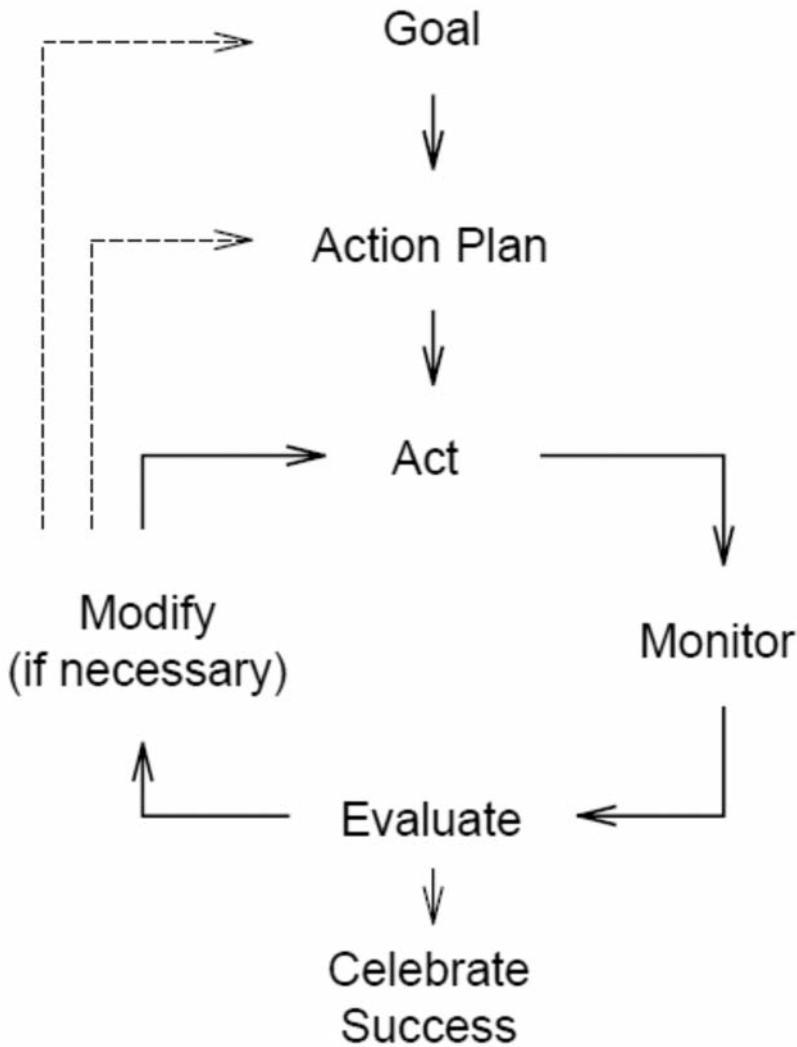 Goal
Action Plan
Act
Modify
(if necessary)
Monitor
Evaluate
Celebrate
Success